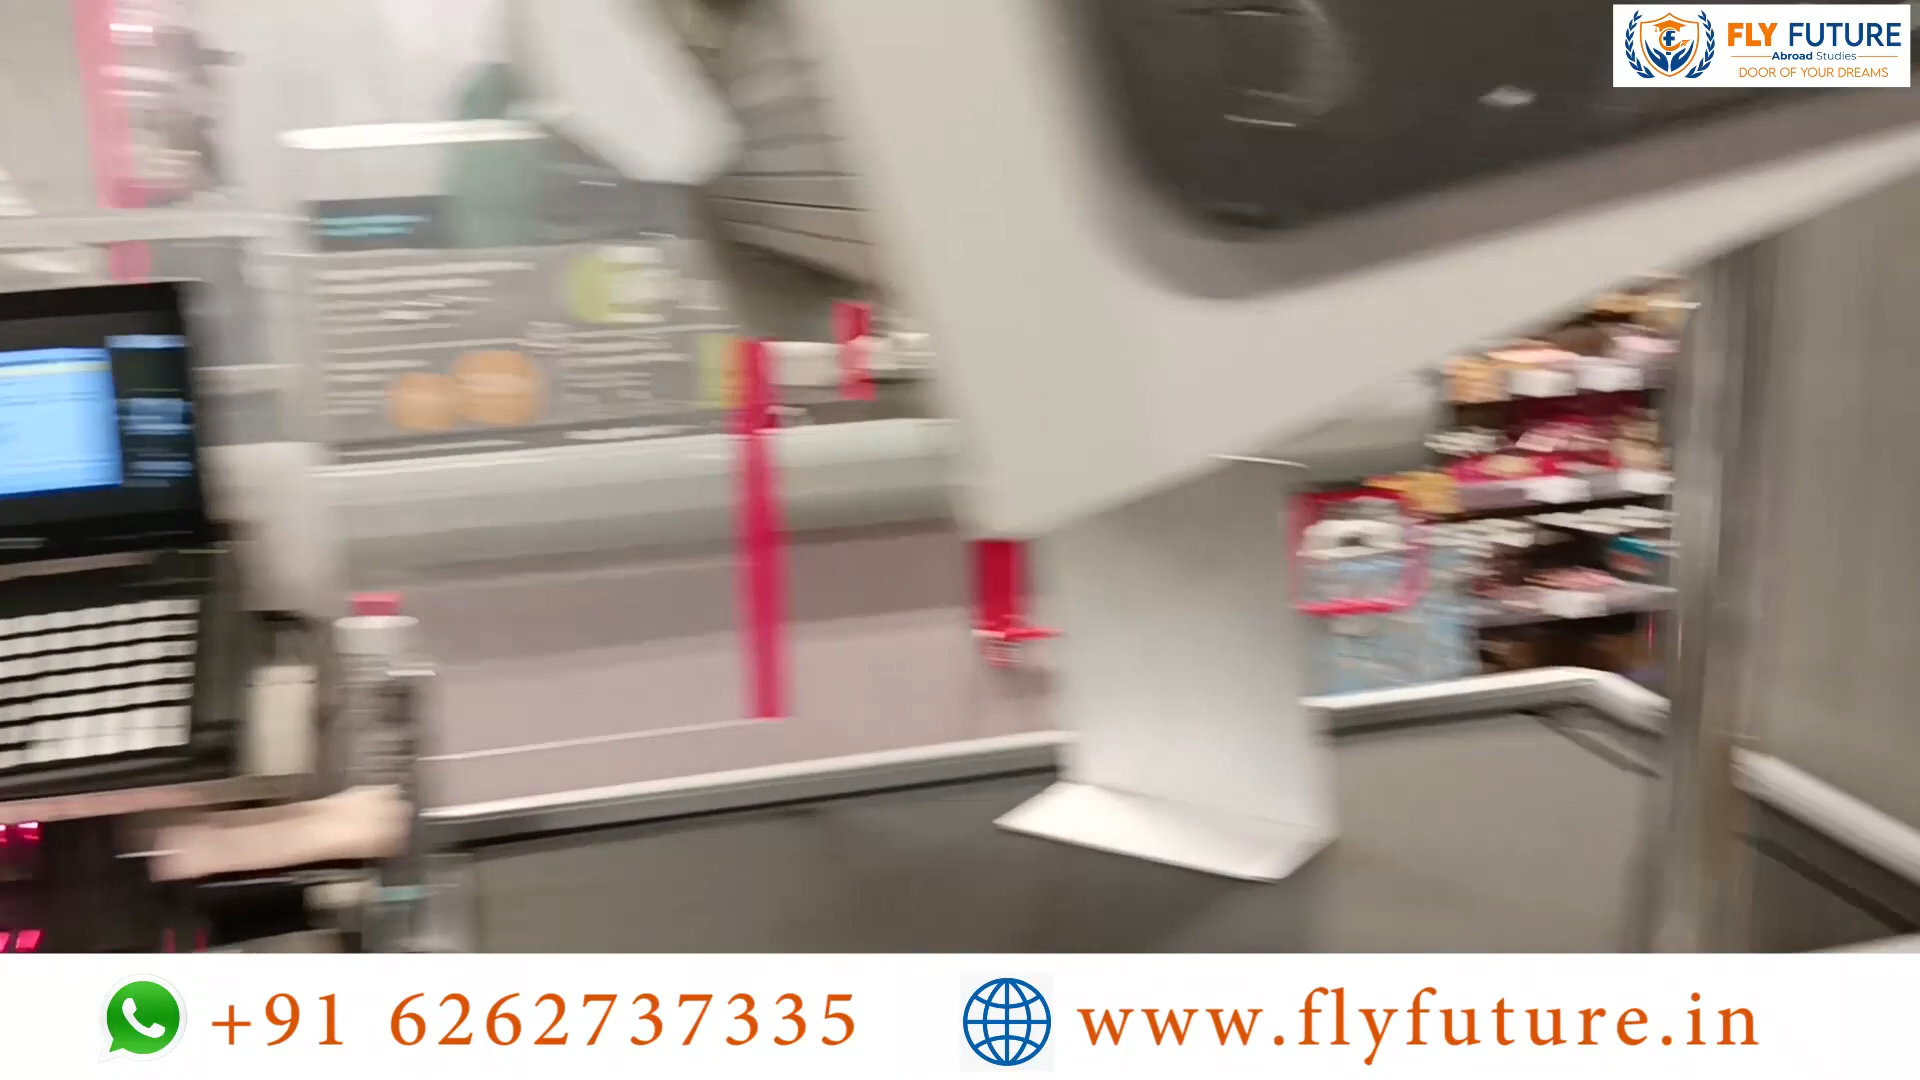 FLY FUTURE
Abroad Studies
DOOR OF YOUR DREAMS
+91 6262737335
www.flyfuture.in